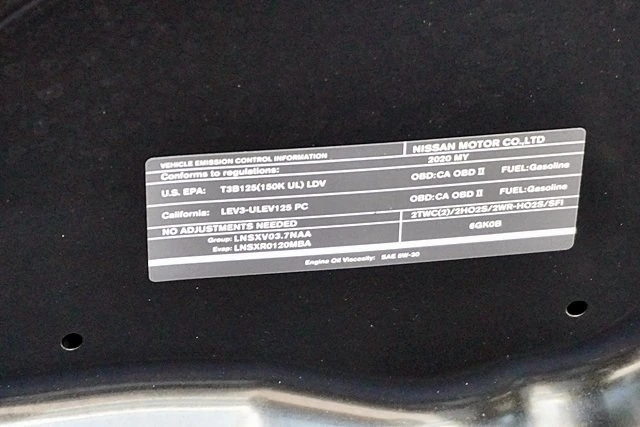 VEHICLE EMISSION CONTROL INFORMATION
NISSAN MOTOR CO.,LTD
Conforms to regulations:
2020 MY
U.S. EPA: T3B125(150K UL) LDV
OBD:CA OBD II FUEL:Gasoline
California: LEV3-ULEV125 PC
OBD:CA OBD II FUEL:Gasoline
NO ADJUSTMENTS NEEDED
2TWC(2)/2HO2S/2WR-HO2S/SFI
Group: LNSXV03.7NAA
Evap: LNSXR0120MBA
6GK0B
Engine Oil Viscosity: SAE